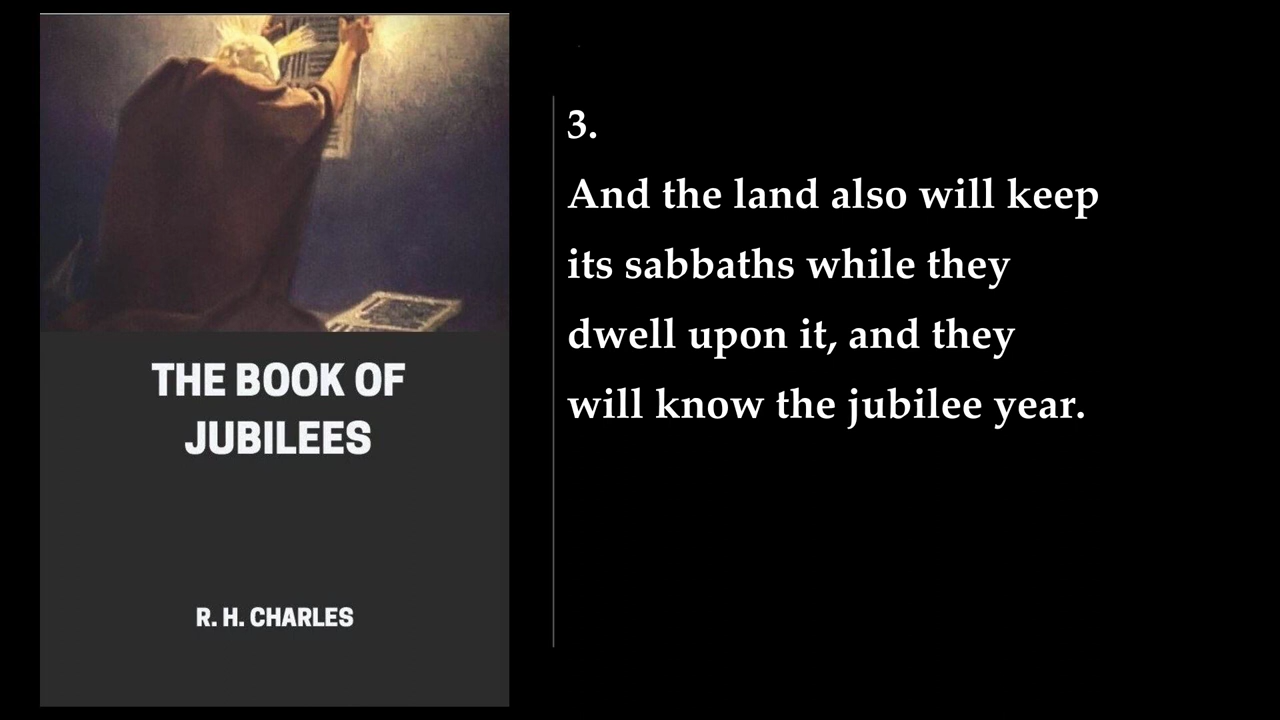 THE BOOK OF
JUBILEES
R. H. CHARLES
3.
And the land also will keep
its sabbaths while they
dwell upon it, and they
will know the jubilee year.